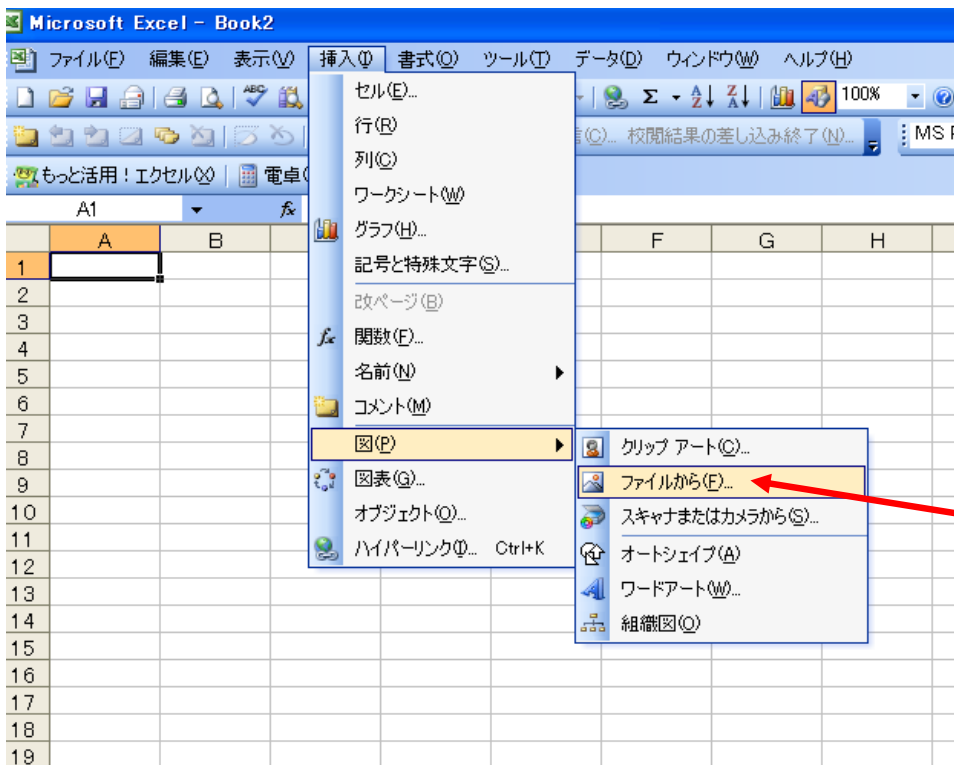 Microsoft Excel - Book2
ファイル(F) 編集(E) 表示(V) 挿入(I) 書式(O) ツール(T) データ(D) ウィンドウ(W) ヘルプ(H)
ABC Σ 100%
(C)... 校閲結果の差し込み終了(N)... MS
もっと活用！エクセル(X) 電卓(
A1 fx
A B F G H
1
2
3
4
5
6
7
8
9
10
11
12
13
14
15
16
17
18
19
セル(E)...
行(R)
列(C)
ワークシート(W)
グラフ(H)...
記号と特殊文字(S)...
改ページ(B)
fx 関数(F)...
名前(N)
コメント(M)
図(P)
図表(G)...
オブジェクト(O)...
ハイパーリンク(I)... Ctrl+K
クリップ アート(C)...
ファイルから(F)...
スキャナまたはカメラから(S)...
オートシェイプ(A)
ワードアート(W)...
組織図(O)